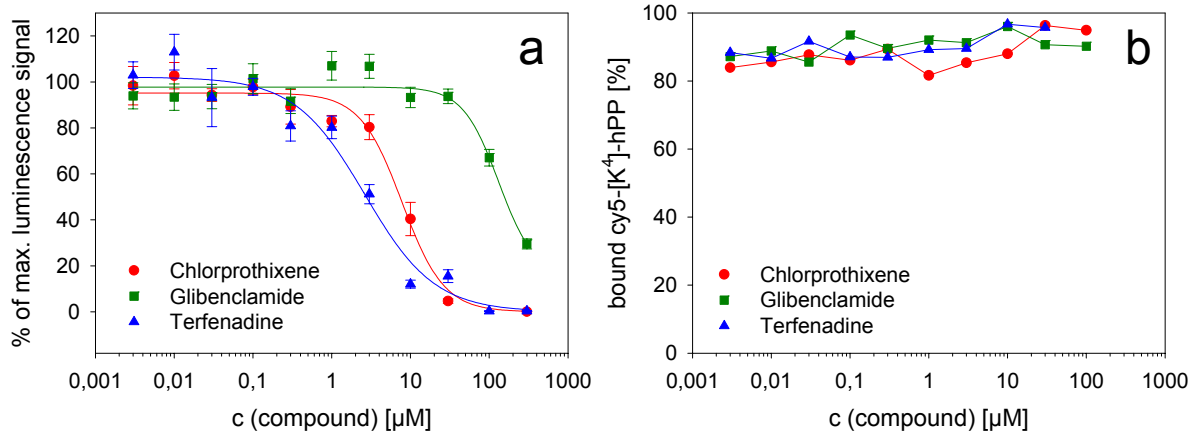 a
% of max. luminescence signal
120
100
80
60
40
20
0
Chlorprothixene
Glibenclamide
Terfenadine
0,001 0,01 0,1 1 10 100 1000
c (compound) [µM]
b
bound cy5-[K⁴]-hPP [%]
100
80
60
40
20
0
Chlorprothixene
Glibenclamide
Terfenadine
0,001 0,01 0,1 1 10 100 1000
c (compound) [µM]